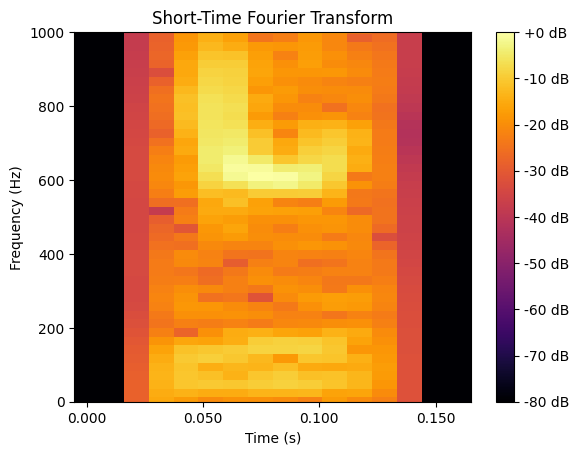 Short-Time Fourier Transform
Frequency (Hz)
1000
800
600
400
200
0
0.000 0.050 0.100 0.150
Time (s)
+0 dB
-10 dB
-20 dB
-30 dB
-40 dB
-50 dB
-60 dB
-70 dB
-80 dB